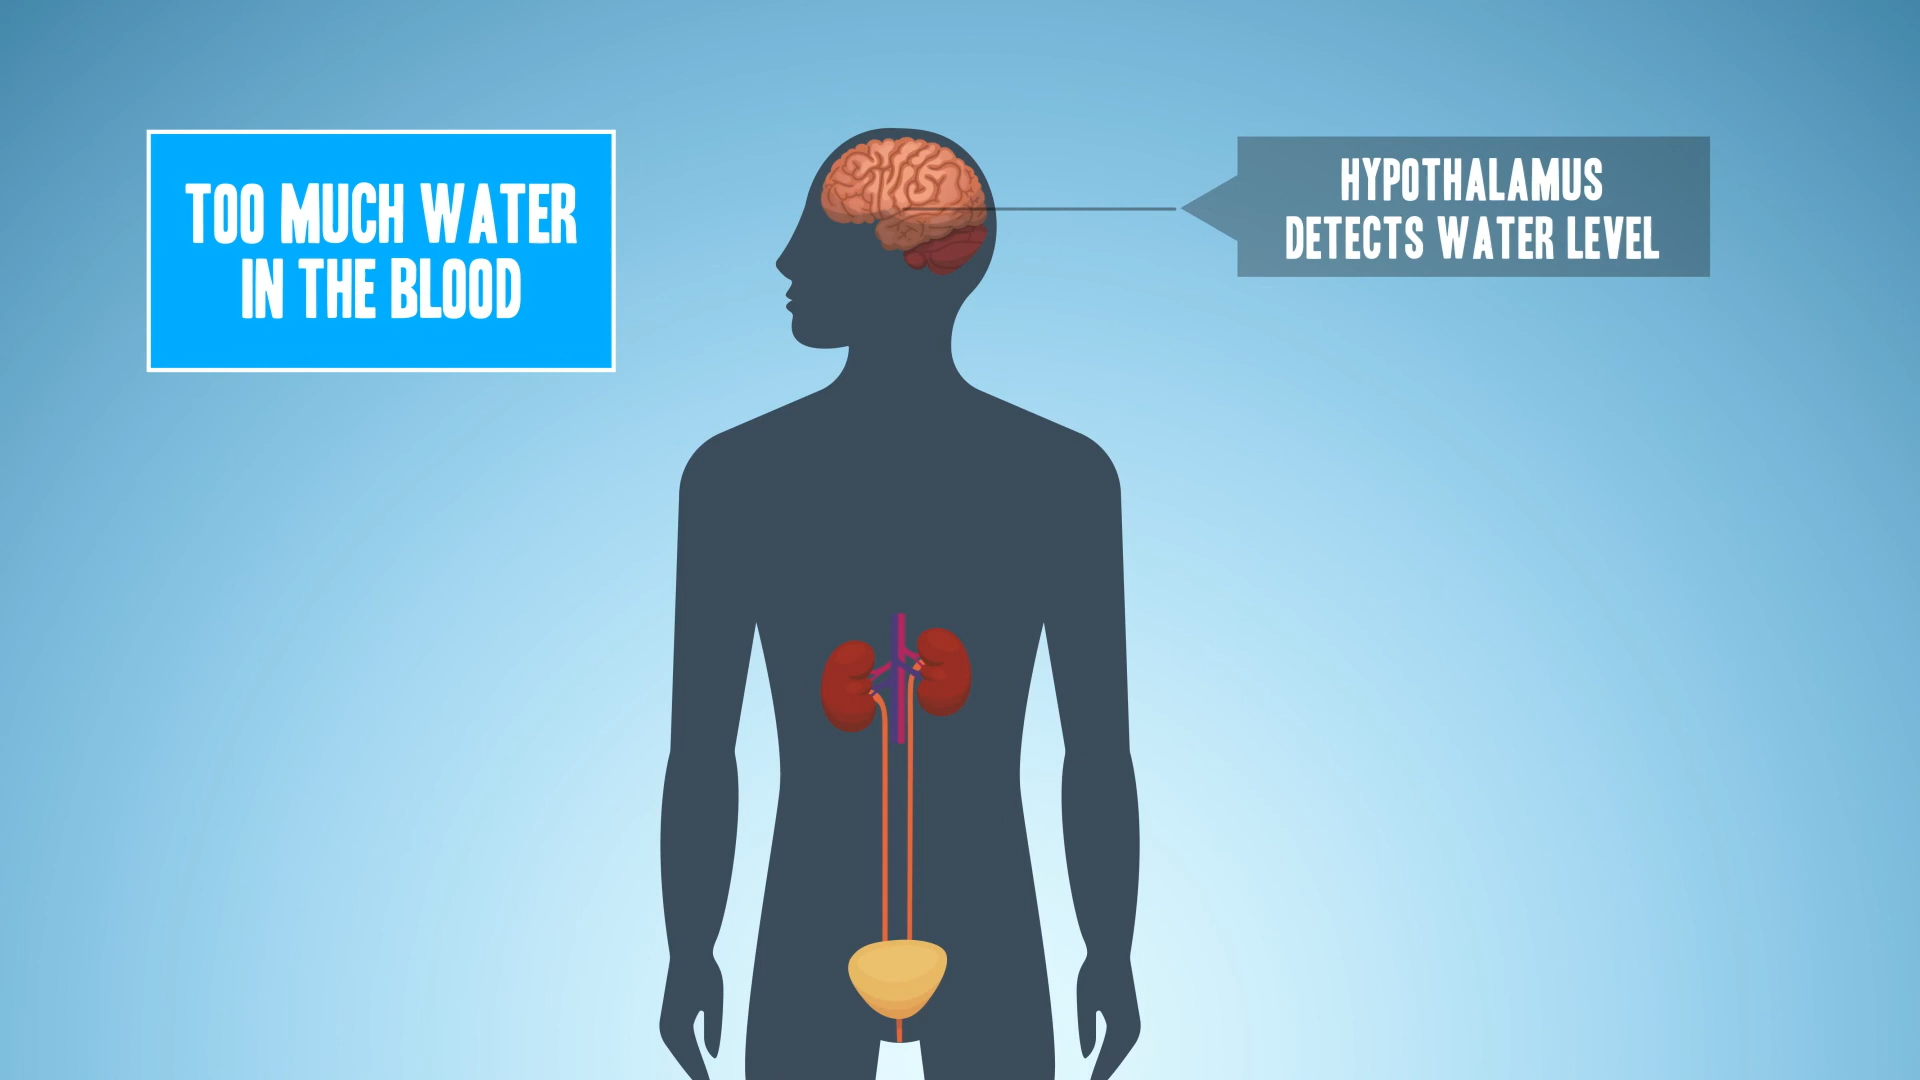 TOO MUCH WATER
IN THE BLOOD
HYPOTHALAMUS
DETECTS WATER LEVEL